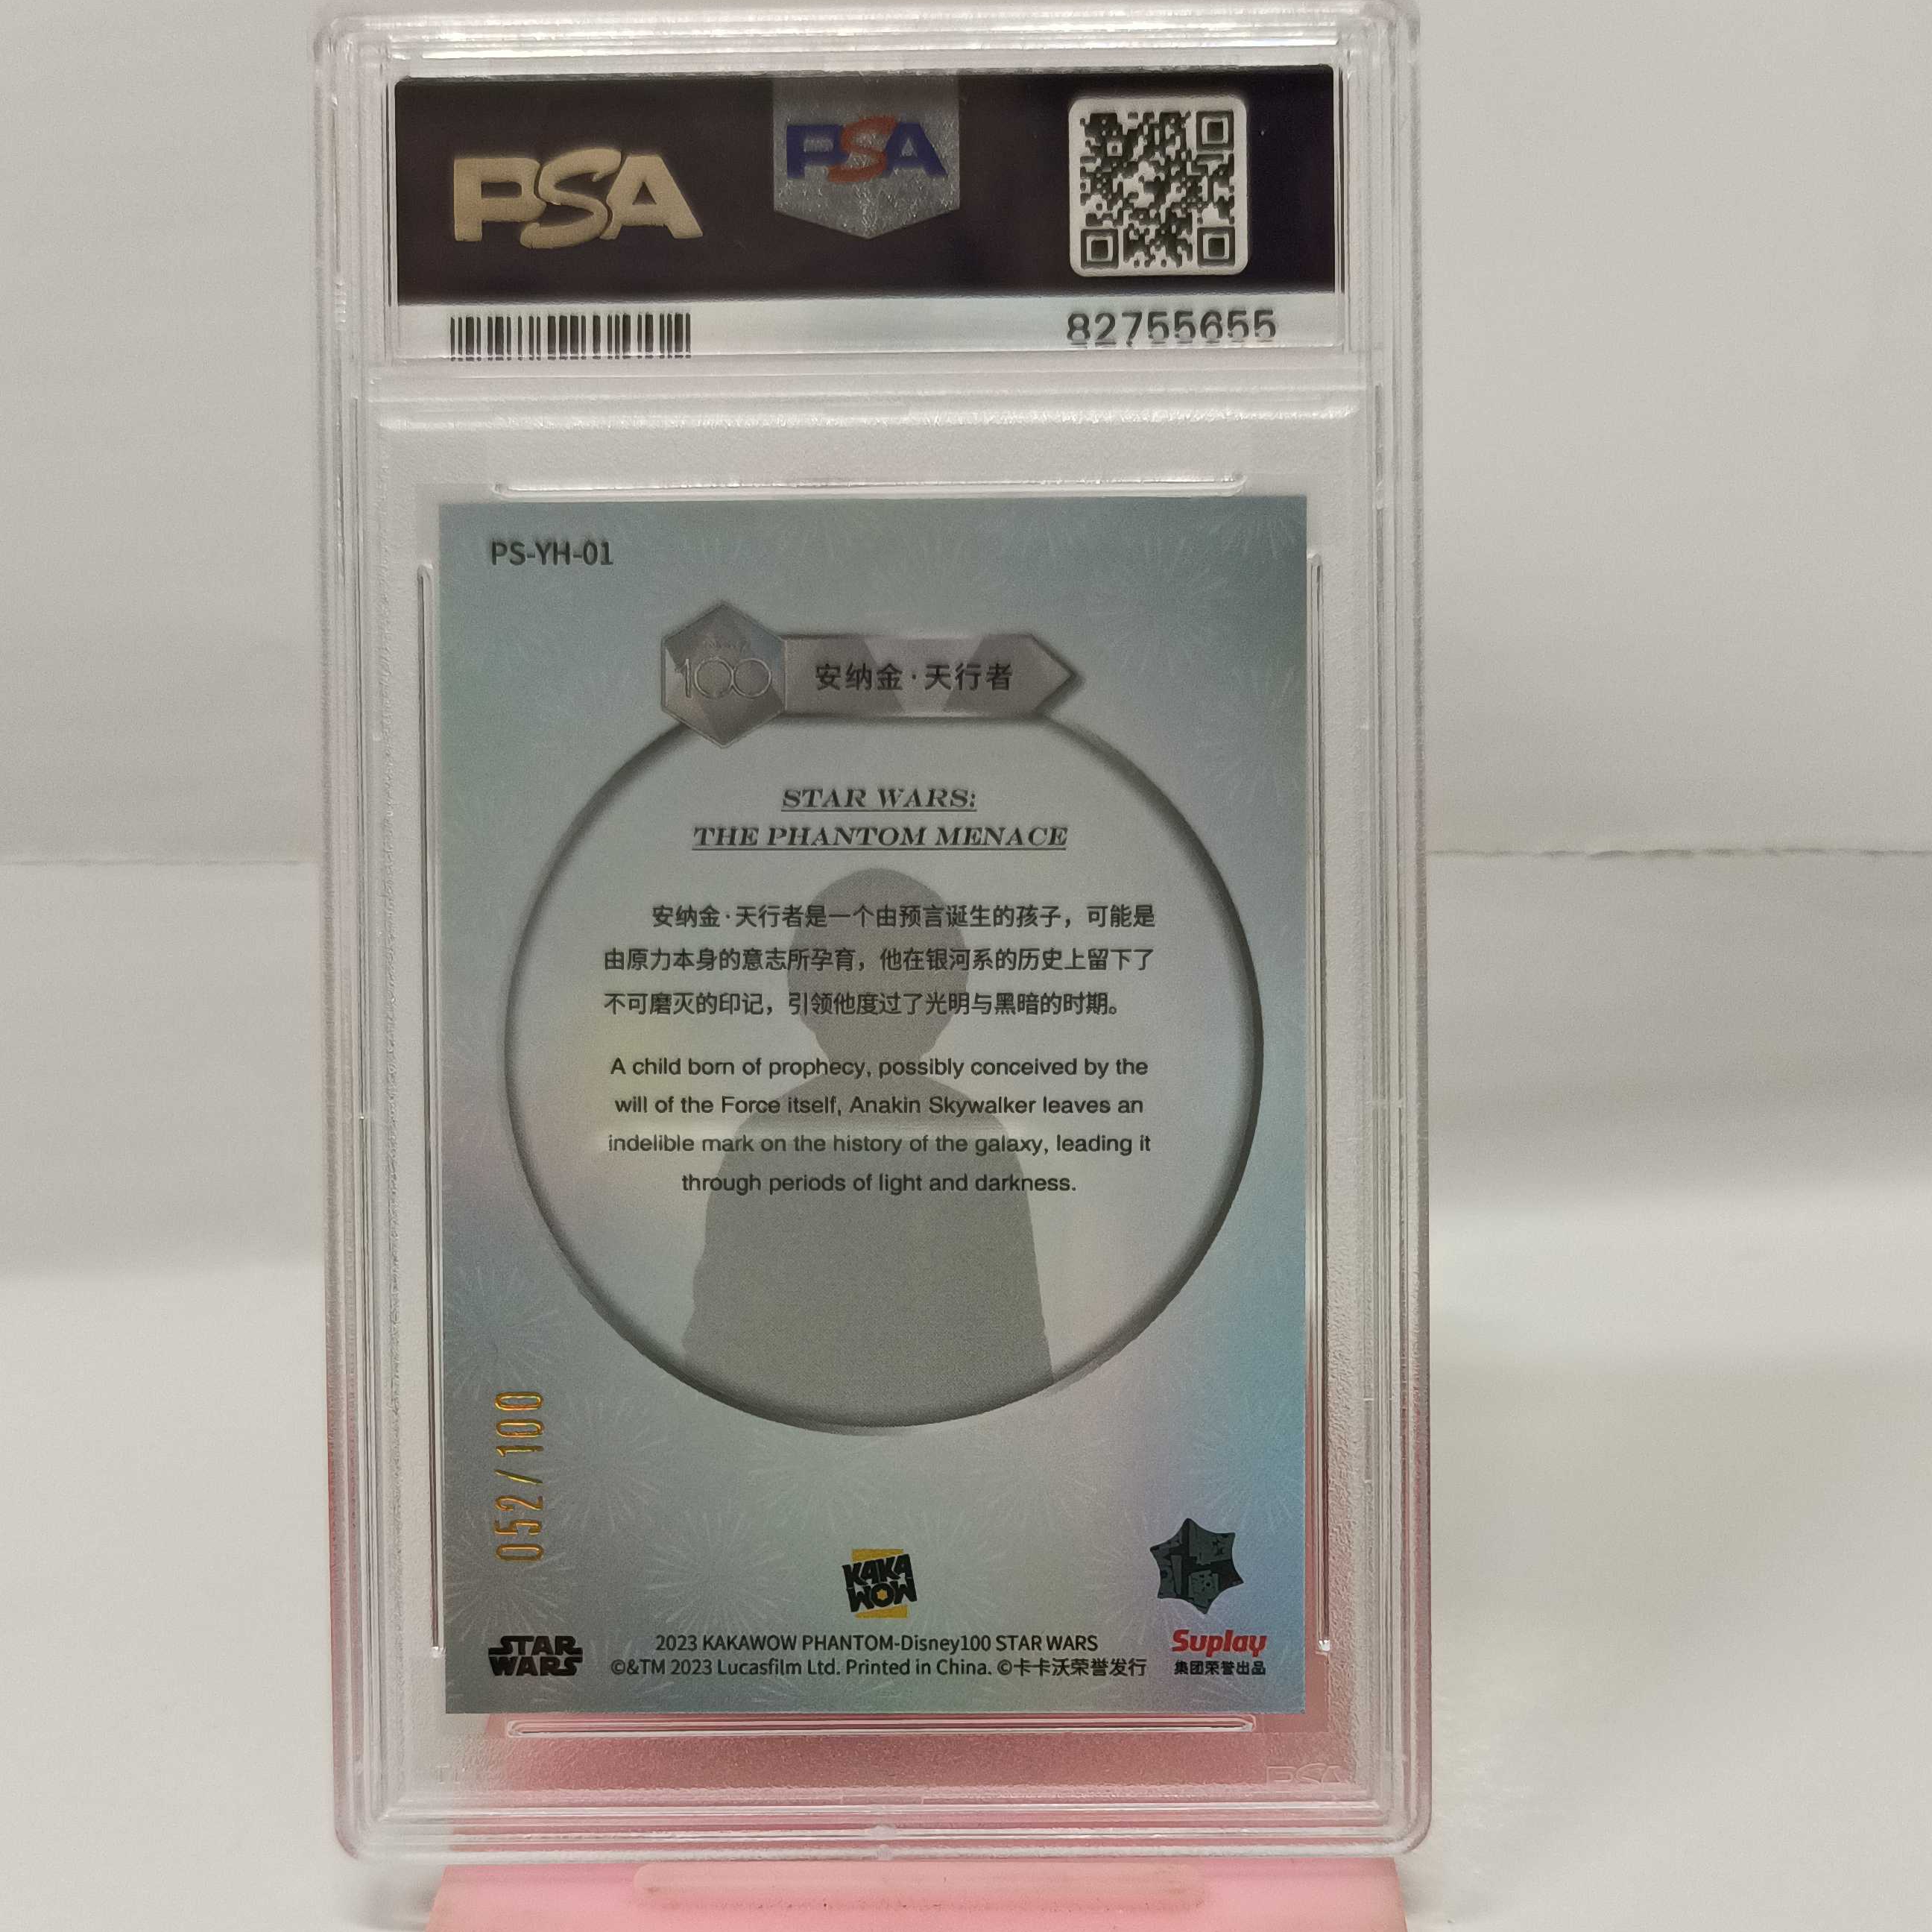 PSA
PSA
82755655
PS-YH-01
100
安纳金·天行者
STAR WARS:
THE PHANTOM MENACE
安纳金·天行者是一个由预言诞生的孩子，可能是
由原力本身的意志所孕育，他在银河系的历史上留下了
不可磨灭的印记，引领他度过了光明与黑暗的时期。
A child born of prophecy, possibly conceived by the
will of the Force itself, Anakin Skywalker leaves an
indelible mark on the history of the galaxy, leading it
through periods of light and darkness.
052/100
KAKA
WOW
STAR
WARS
2023 KAKAWOW PHANTOM-Disney100 STAR WARS
©&TM 2023 Lucasfilm Ltd. Printed in China. ©卡卡沃荣誉发行
Suplay
集团荣誉出品
PSA